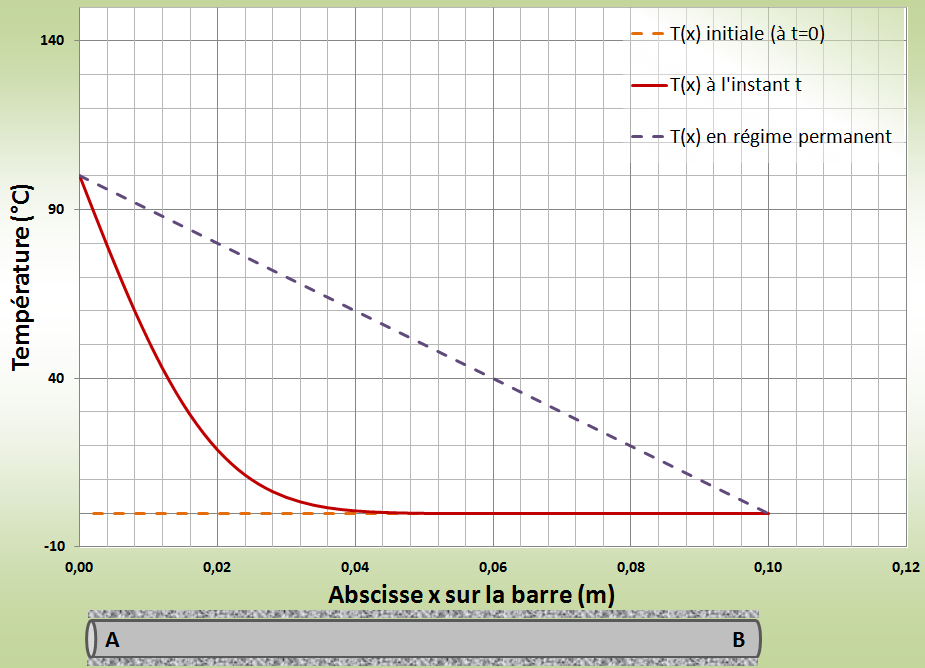 140
T(x) initiale (à t=0)
T(x) à l'instant t
T(x) en régime permanent
90
Température (°C)
40
-10
0,00 0,02 0,04 0,06 0,08 0,10 0,12
Abscisse x sur la barre (m)
A B